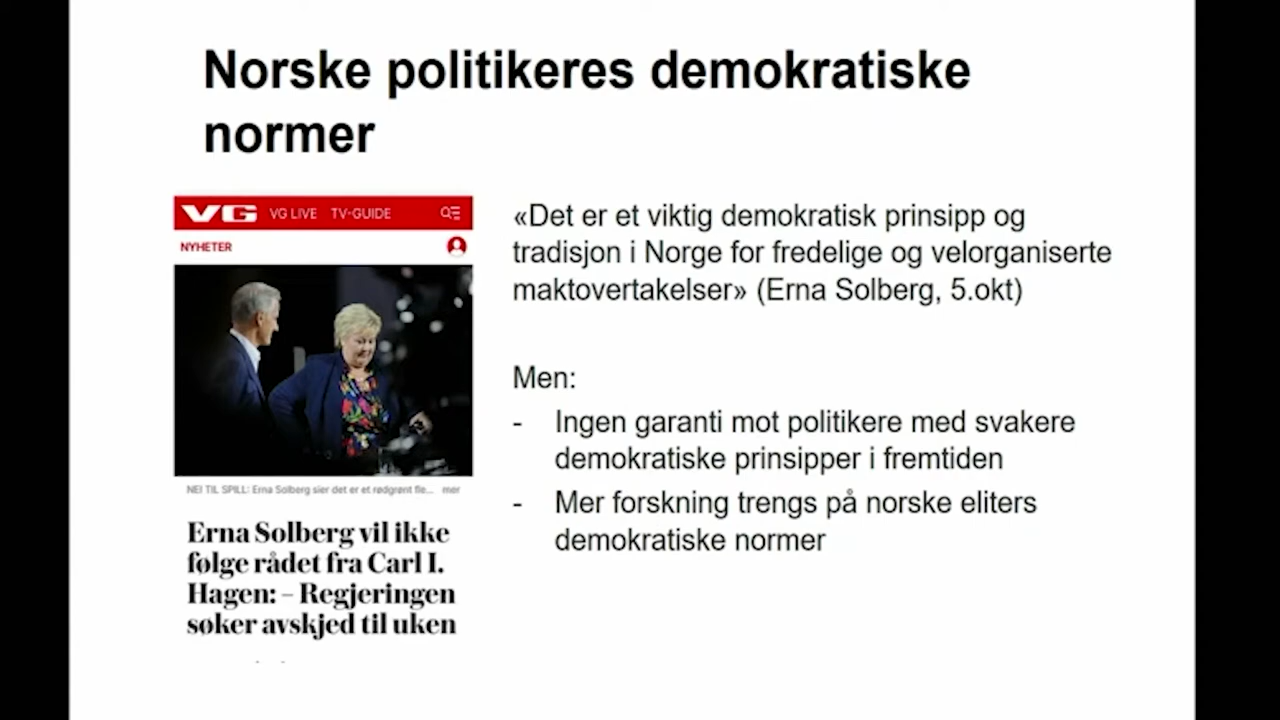 Norske politikeres demokratiske
normer
VG VG LIVE TV-GUIDE
NYHETER
NEI TIL SPILL: Erna Solberg sier det er et rødgrønt fle... mer
Erna Solberg vil ikke
følge rådet fra Carl I.
Hagen: – Regjeringen
søker avskjed til uken
«Det er et viktig demokratisk prinsipp og
tradisjon i Norge for fredelige og velorganiserte
maktovertakelser» (Erna Solberg, 5.okt)
Men:
- Ingen garanti mot politikere med svakere
demokratiske prinsipper i fremtiden
- Mer forskning trengs på norske eliters
demokratiske normer